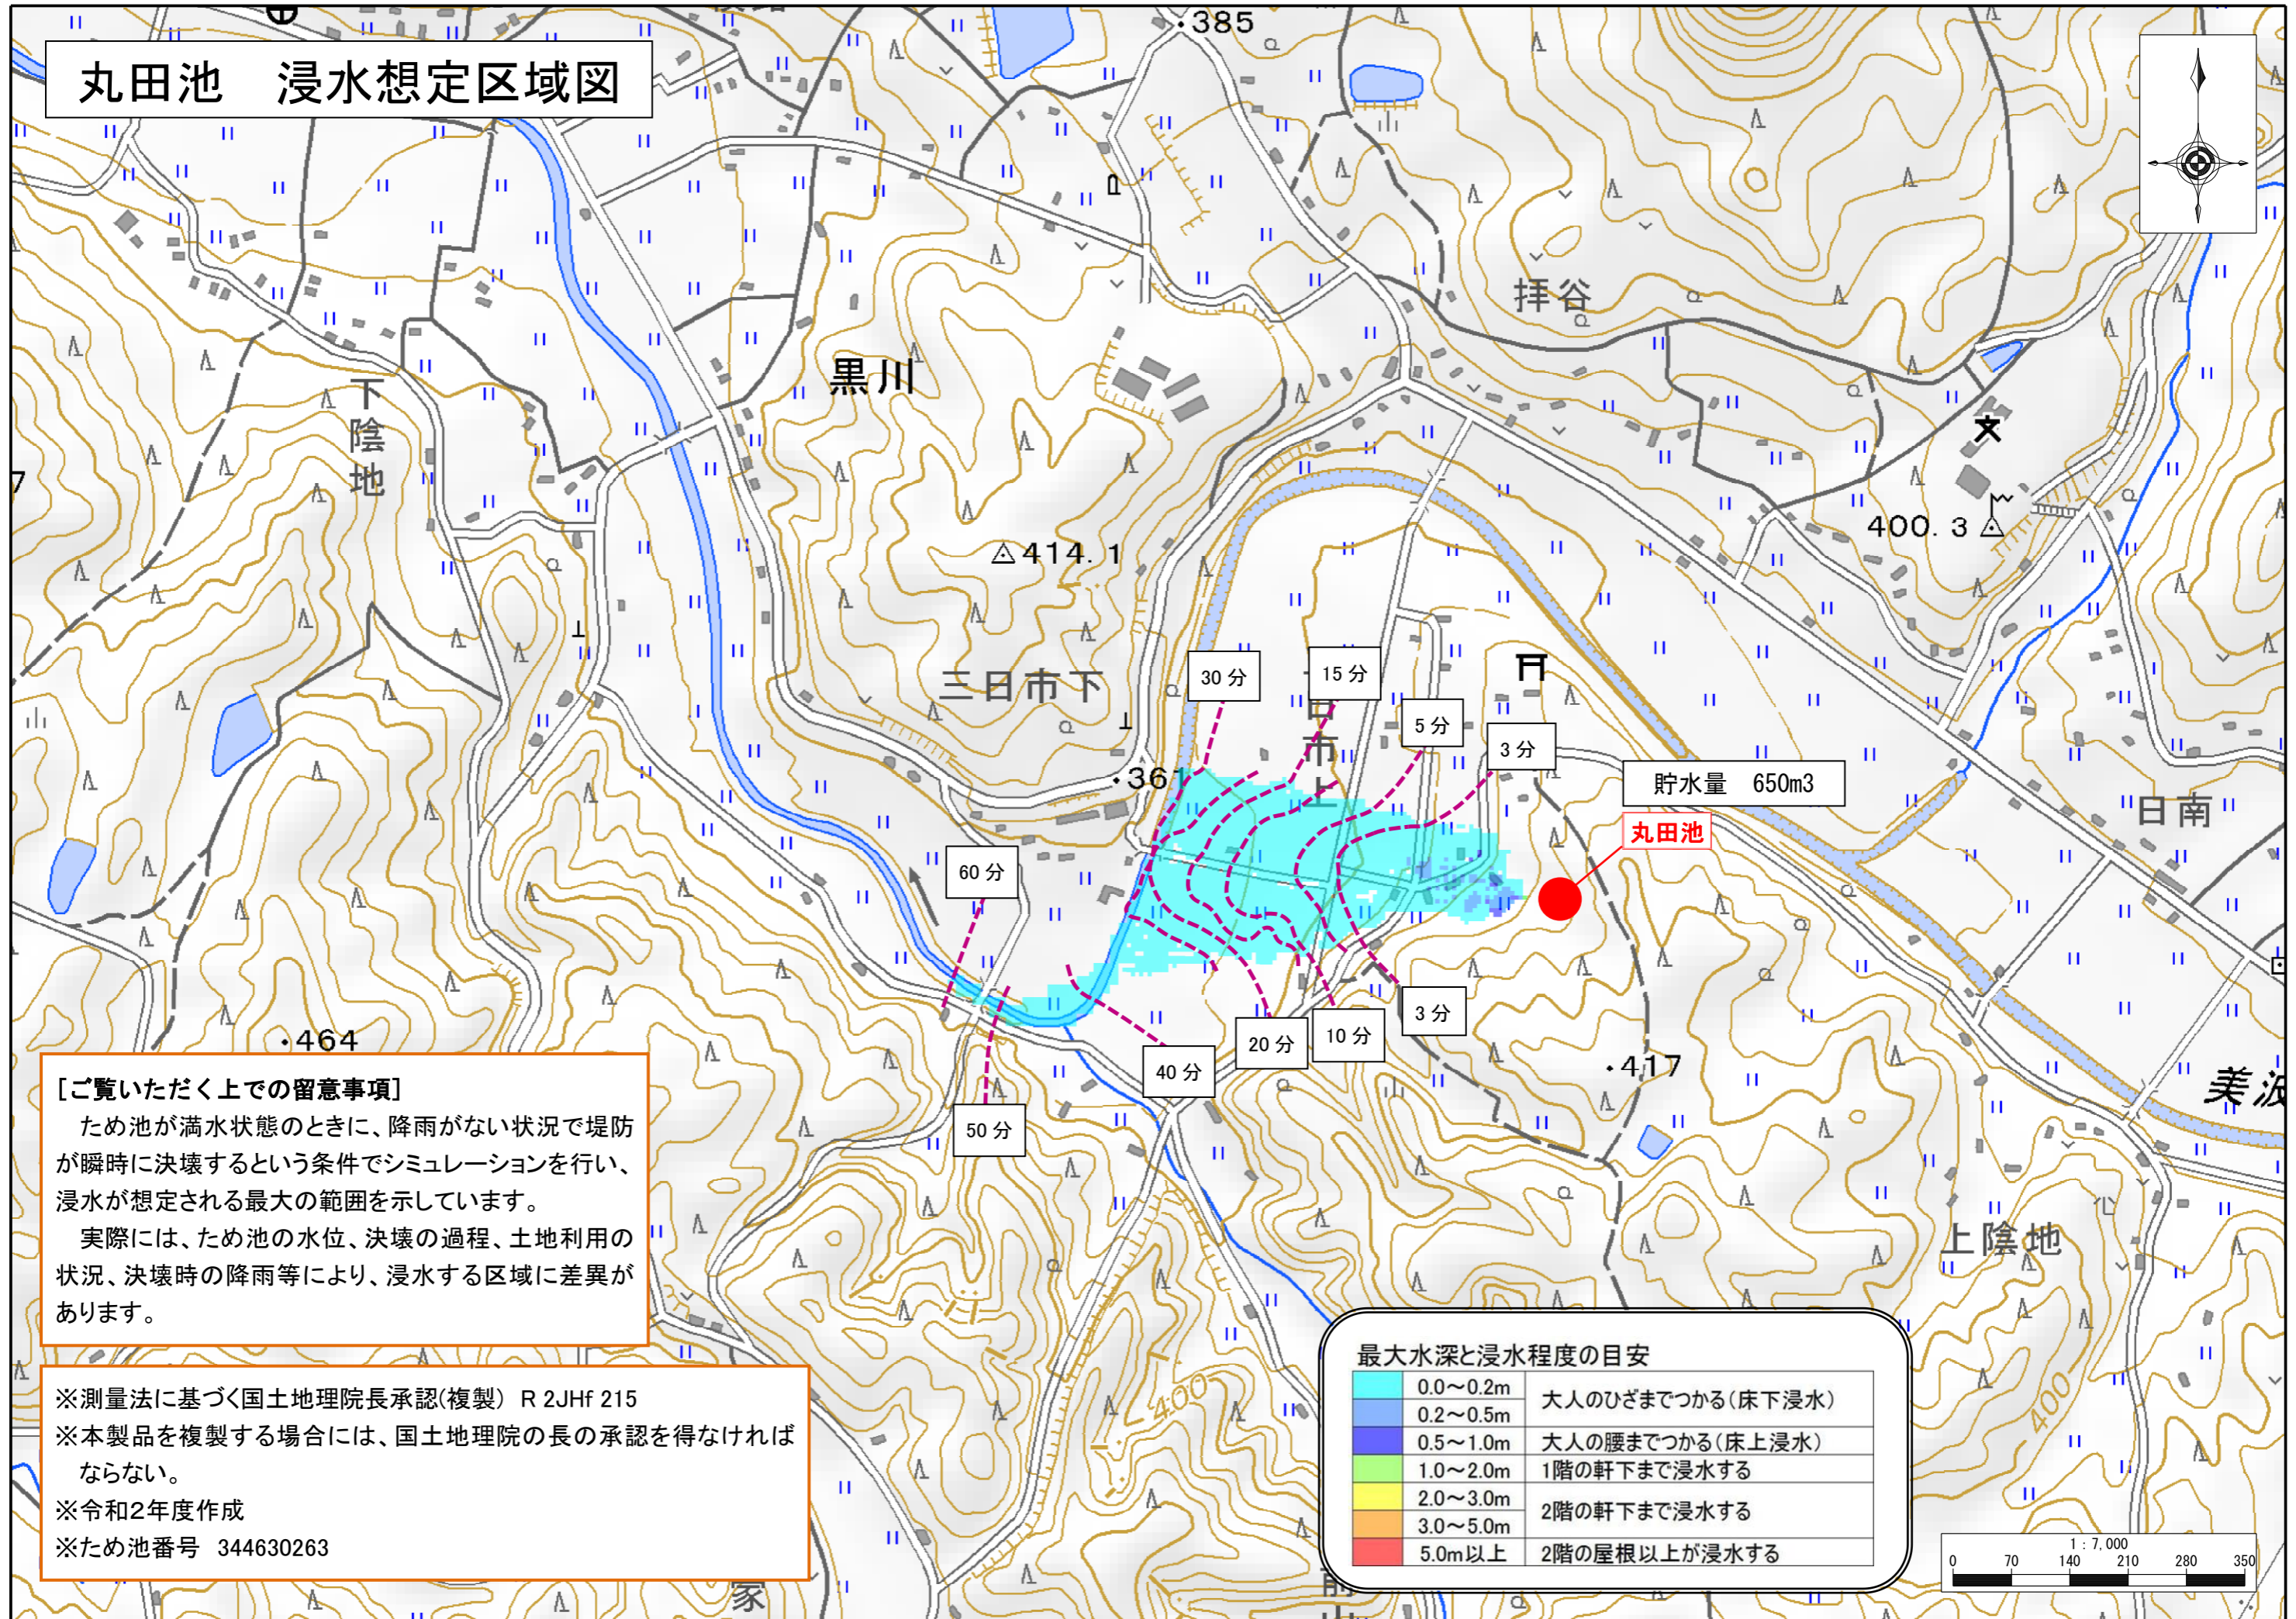 丸田池　浸水想定区域図
385
拝谷
黒川
下陰地
400.3
414.1
三日市下
30 分
15 分
日市上
5 分
3 分
貯水量　650m3
361
丸田池
日南
60 分
3 分
10 分
20 分
40 分
50 分
464
417
美波
上陰地
400
400
家
[ご覧いただく上での留意事項]
　ため池が満水状態のときに、降雨がない状況で堤防
が瞬時に決壊するという条件でシミュレーションを行い、
浸水が想定される最大の範囲を示しています。
　実際には、ため池の水位、決壊の過程、土地利用の
状況、決壊時の降雨等により、浸水する区域に差異が
あります。
※測量法に基づく国土地理院長承認(複製)　R 2JHf 215
※本製品を複製する場合には、国土地理院の長の承認を得なければ
ならない。
※令和2年度作成
※ため池番号　344630263
最大水深と浸水程度の目安
0.0～0.2m
大人のひざまでつかる(床下浸水)
0.2～0.5m
0.5～1.0m 大人の腰までつかる(床上浸水)
1.0～2.0m 1階の軒下まで浸水する
2.0～3.0m
2階の軒下まで浸水する
3.0～5.0m
5.0m以上 2階の屋根以上が浸水する
1 : 7,000
0 70 140 210 280 350